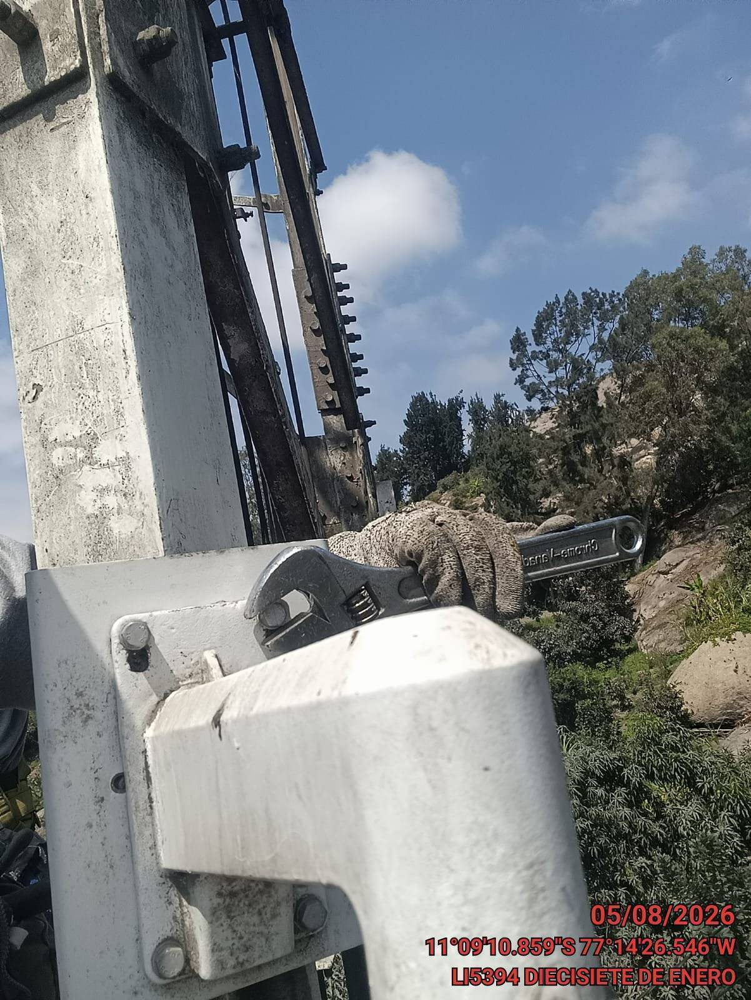 Chrome-Vanad
05/08/2026
11°09'10.859"S 77°14'26.546"W
LI5394 DIECISIETE DE ENERO